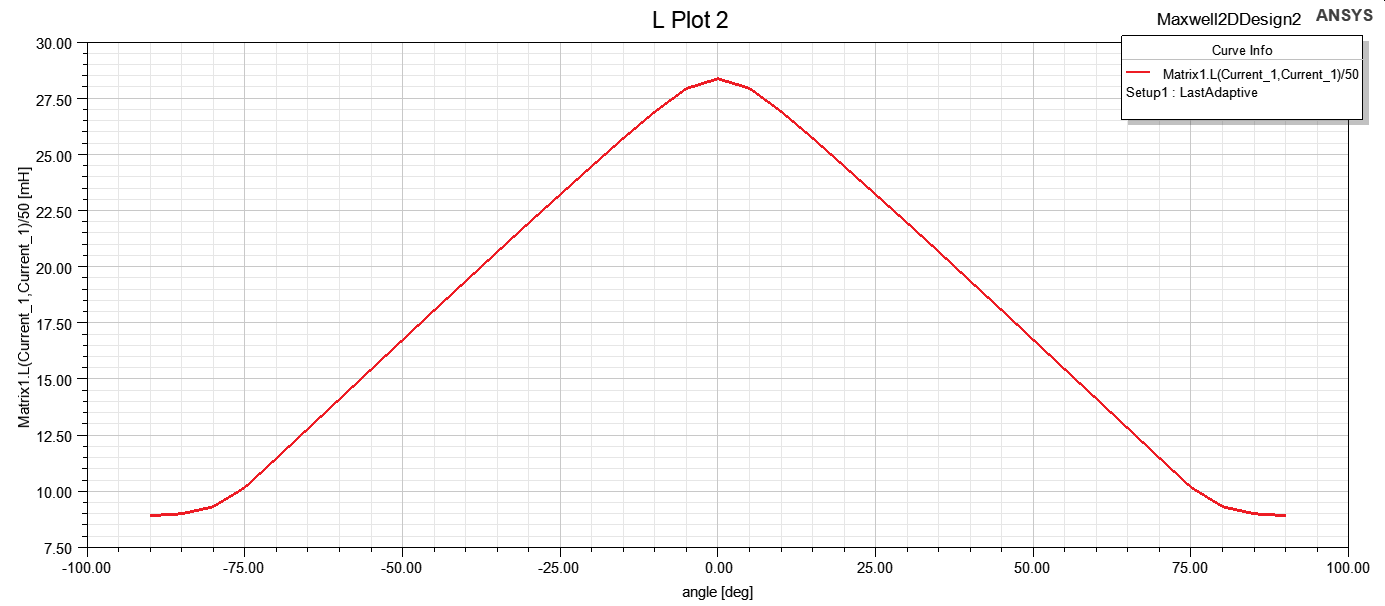 L Plot 2
Maxwell2DDesign2
ANSYS
Curve Info
Matrix1.L(Current_1,Current_1)/50
Setup1 : LastAdaptive
Matrix1.L(Current_1,Current_1)/50 [mH]
30.00
27.50
25.00
22.50
20.00
17.50
15.00
12.50
10.00
7.50
-100.00 -75.00 -50.00 -25.00 0.00 25.00 50.00 75.00 100.00
angle [deg]